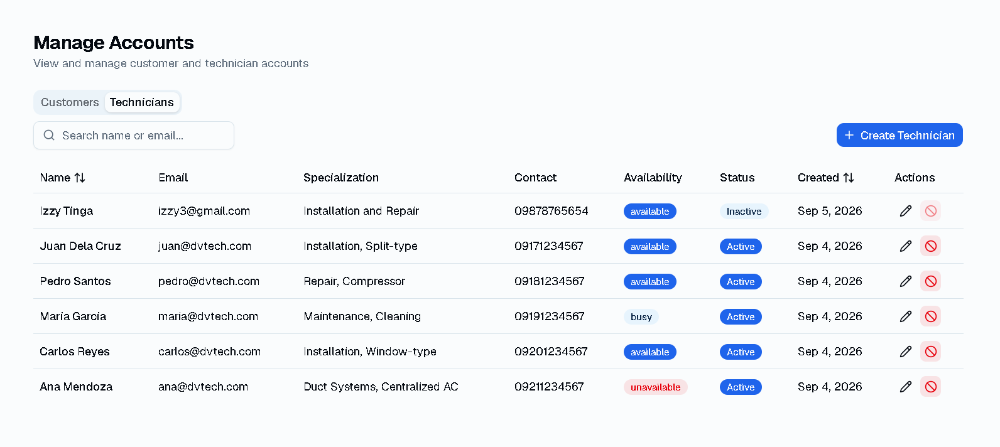 Manage Accounts
View and manage customer and technician accounts
Customers Technicians
Search name or email...
+ Create Technician
Name Email Specialization Contact Availability Status Created Actions
Izzy Tinga izzy3@gmail.com Installation and Repair 09878765654 available Inactive Sep 5, 2026
Juan Dela Cruz juan@dvtech.com Installation, Split-type 09171234567 available Active Sep 4, 2026
Pedro Santos pedro@dvtech.com Repair, Compressor 09181234567 available Active Sep 4, 2026
Maria Garcia maria@dvtech.com Maintenance, Cleaning 09191234567 busy Active Sep 4, 2026
Carlos Reyes carlos@dvtech.com Installation, Window-type 09201234567 available Active Sep 4, 2026
Ana Mendoza ana@dvtech.com Duct Systems, Centralized AC 09211234567 unavailable Active Sep 4, 2026